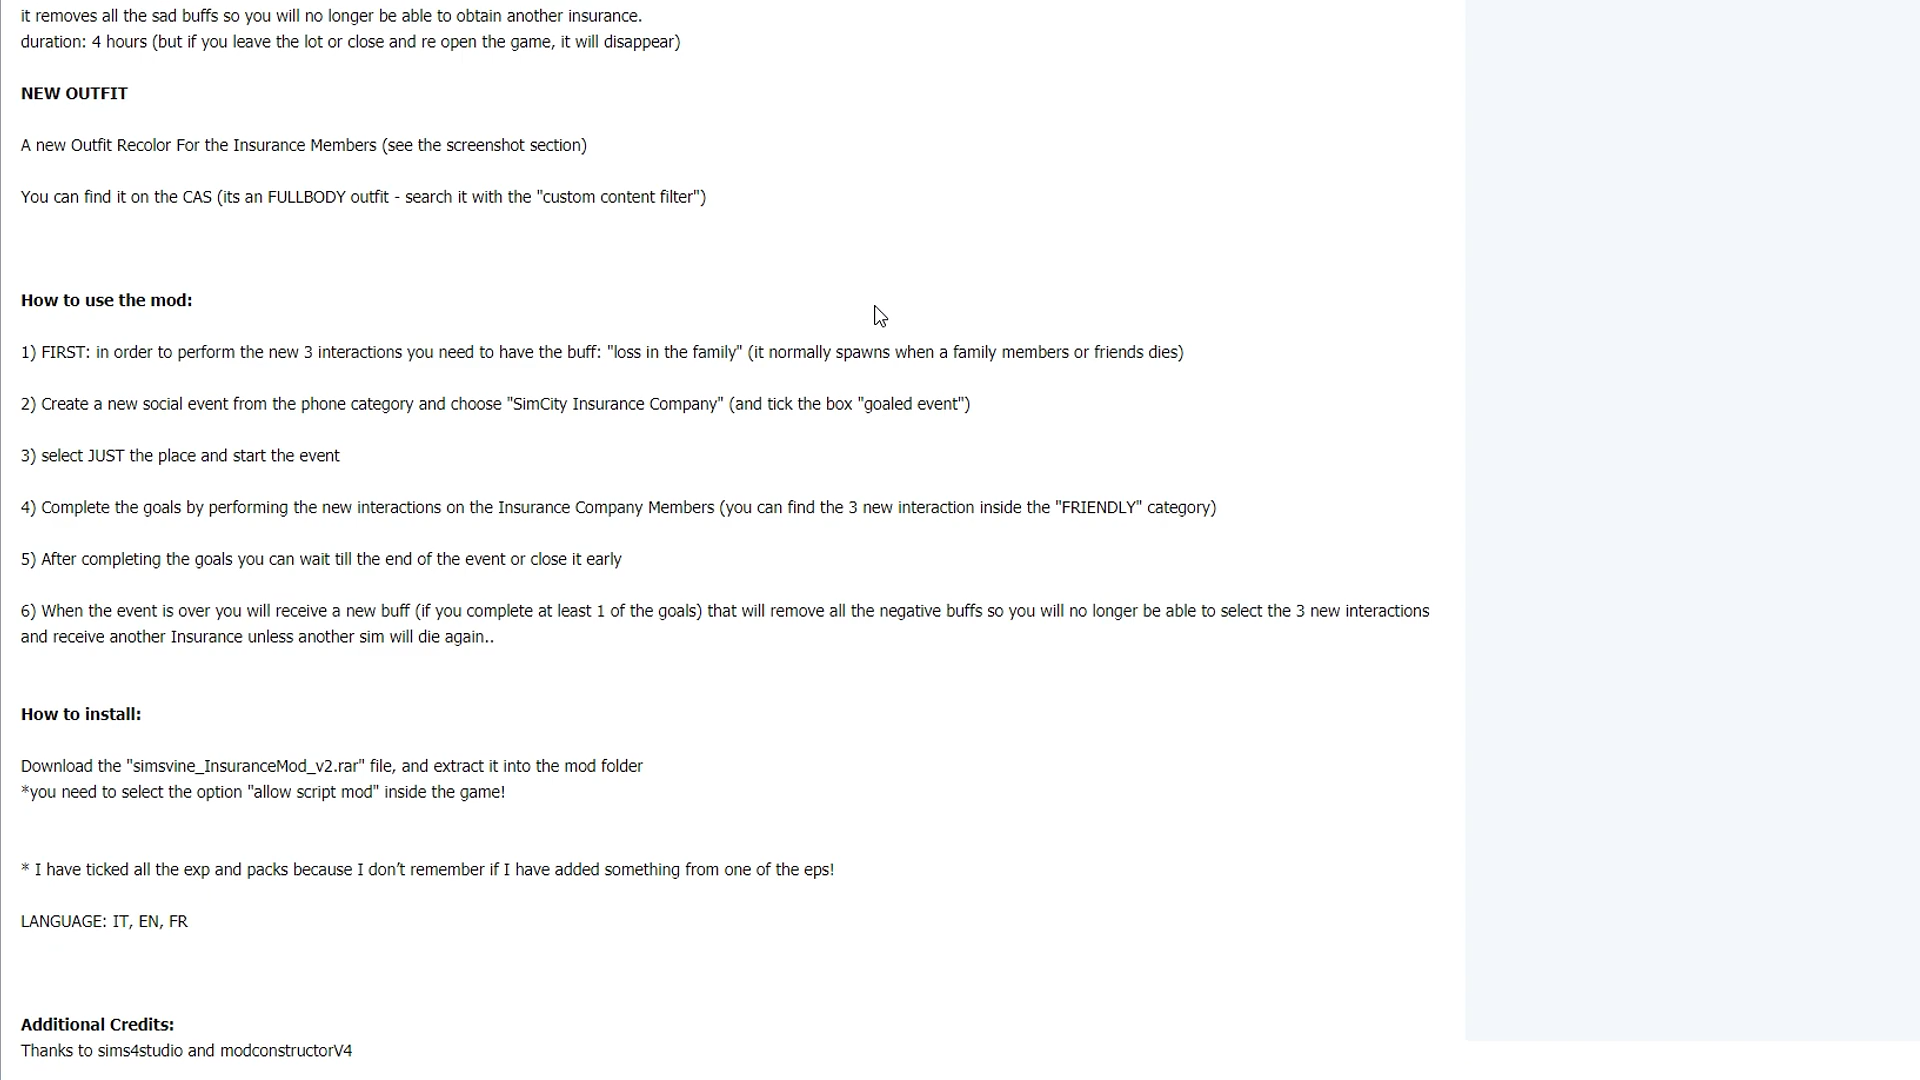 it removes all the sad buffs so you will no longer be able to obtain another insurance.
duration: 4 hours (but if you leave the lot or close and re open the game, it will disappear)
NEW OUTFIT
A new Outfit Recolor For the Insurance Members (see the screenshot section)
You can find it on the CAS (its an FULLBODY outfit - search it with the "custom content filter")
How to use the mod:
1) FIRST: in order to perform the new 3 interactions you need to have the buff: "loss in the family" (it normally spawns when a family members or friends dies)
2) Create a new social event from the phone category and choose "SimCity Insurance Company" (and tick the box "goaled event")
3) select JUST the place and start the event
4) Complete the goals by performing the new interactions on the Insurance Company Members (you can find the 3 new interaction inside the "FRIENDLY" category)
5) After completing the goals you can wait till the end of the event or close it early
6) When the event is over you will receive a new buff (if you complete at least 1 of the goals) that will remove all the negative buffs so you will no longer be able to select the 3 new interactions
and receive another Insurance unless another sim will die again..
How to install:
Download the "simsvine_InsuranceMod_v2.rar" file, and extract it into the mod folder
*you need to select the option "allow script mod" inside the game!
* I have ticked all the exp and packs because I don’t remember if I have added something from one of the eps!
LANGUAGE: IT, EN, FR
Additional Credits:
Thanks to sims4studio and modconstructorV4